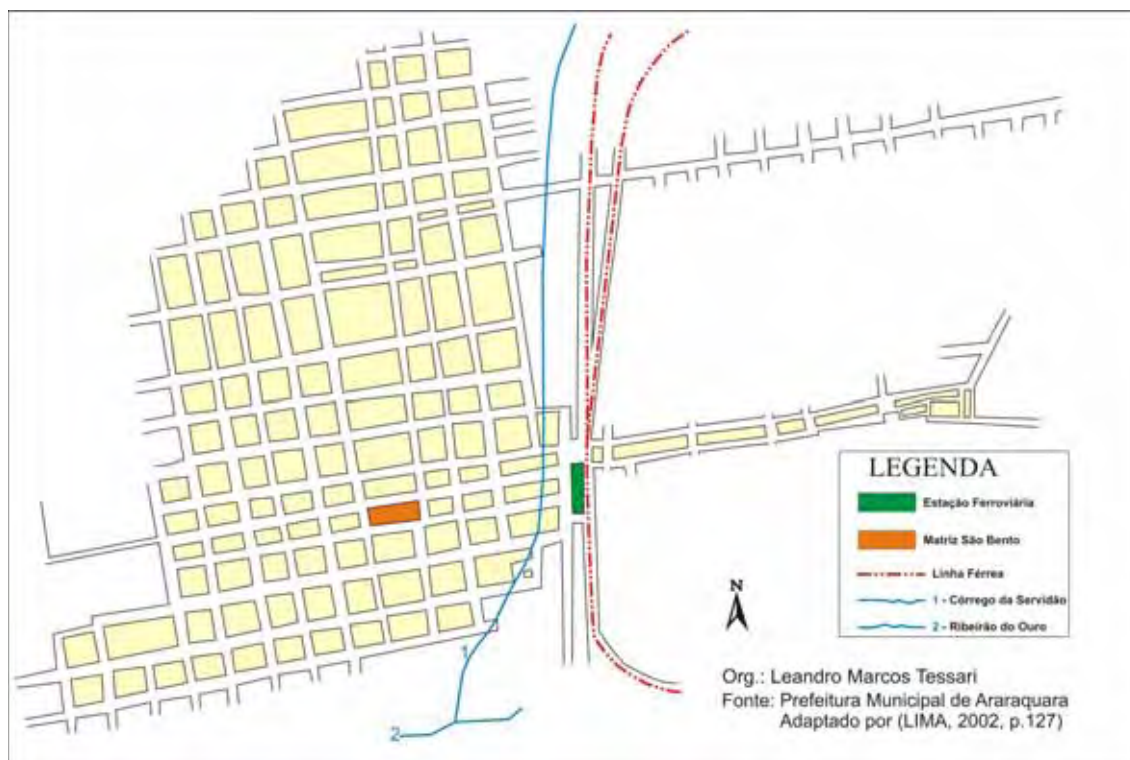 LEGENDA
Estação Ferroviária
Matriz São Bento
Linha Férrea
1 - Córrego da Servidão
2 - Ribeirão do Ouro
N
1
2
Org.: Leandro Marcos Tessari
Fonte: Prefeitura Municipal de Araraquara
Adaptado por (LIMA, 2002, p.127)